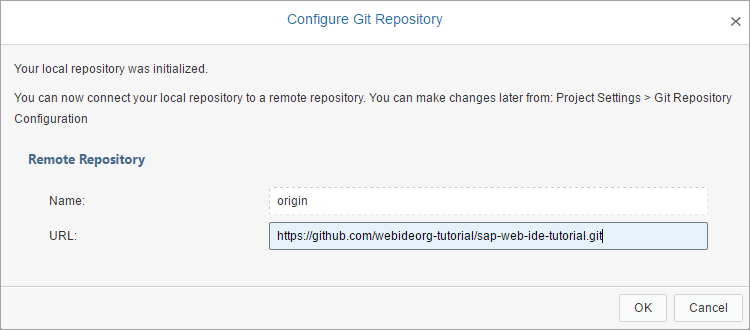 Configure Git Repository
Your local repository was initialized.
You can now connect your local repository to a remote repository. You can make changes later from: Project Settings > Git Repository
Configuration
Remote Repository
Name: origin
URL: https://github.com/webideorg-tutorial/sap-web-ide-tutorial.git
OK Cancel